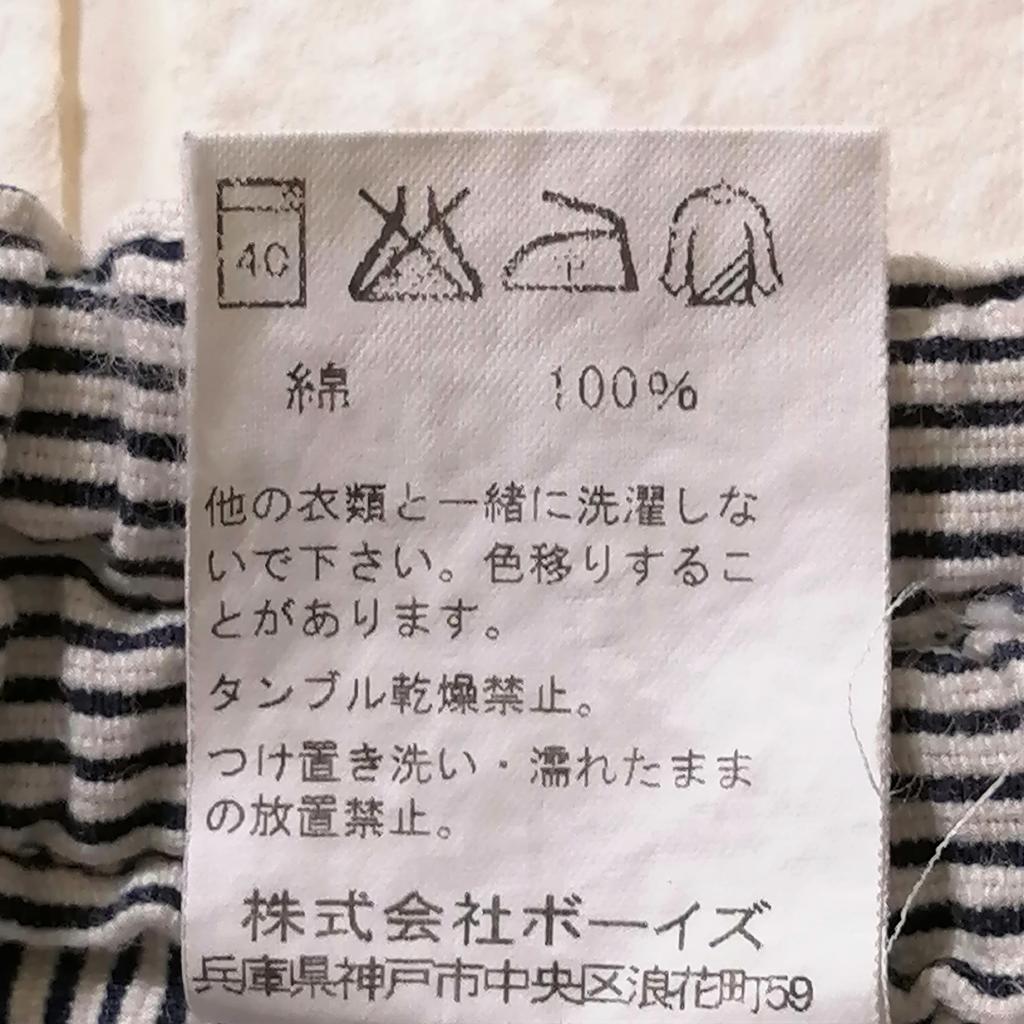 40
綿 100%
他の衣類と一緒に洗濯しな
いで下さい。色移りするこ
とがあります。
タンブル乾燥禁止。
つけ置き洗い・濡れたまま
の放置禁止。
株式会社ボーイズ
兵庫県神戸市中央区浪花町59